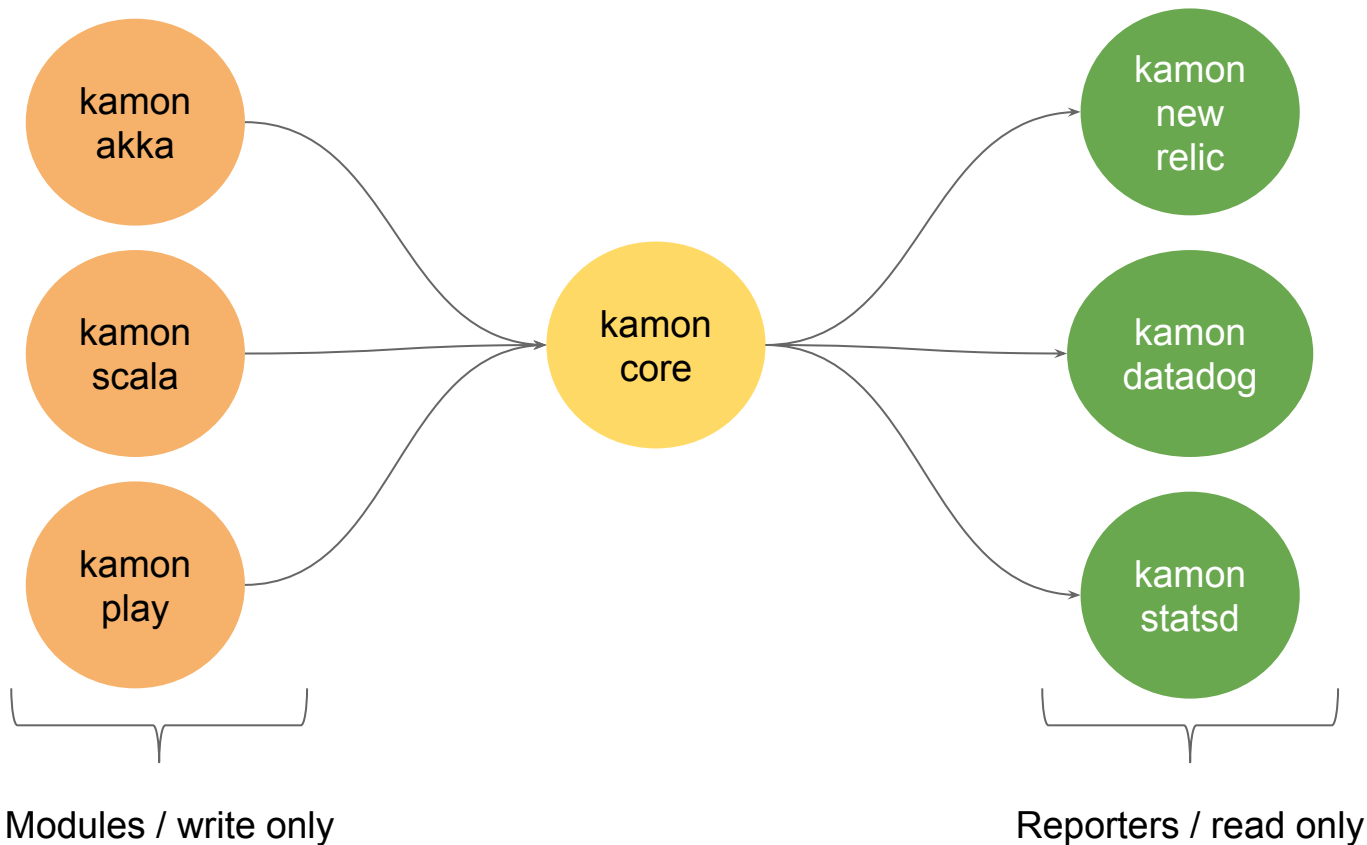 kamon
akka
kamon
scala
kamon
play
Modules / write only
kamon
core
kamon
new
relic
kamon
datadog
kamon
statsd
Reporters / read only